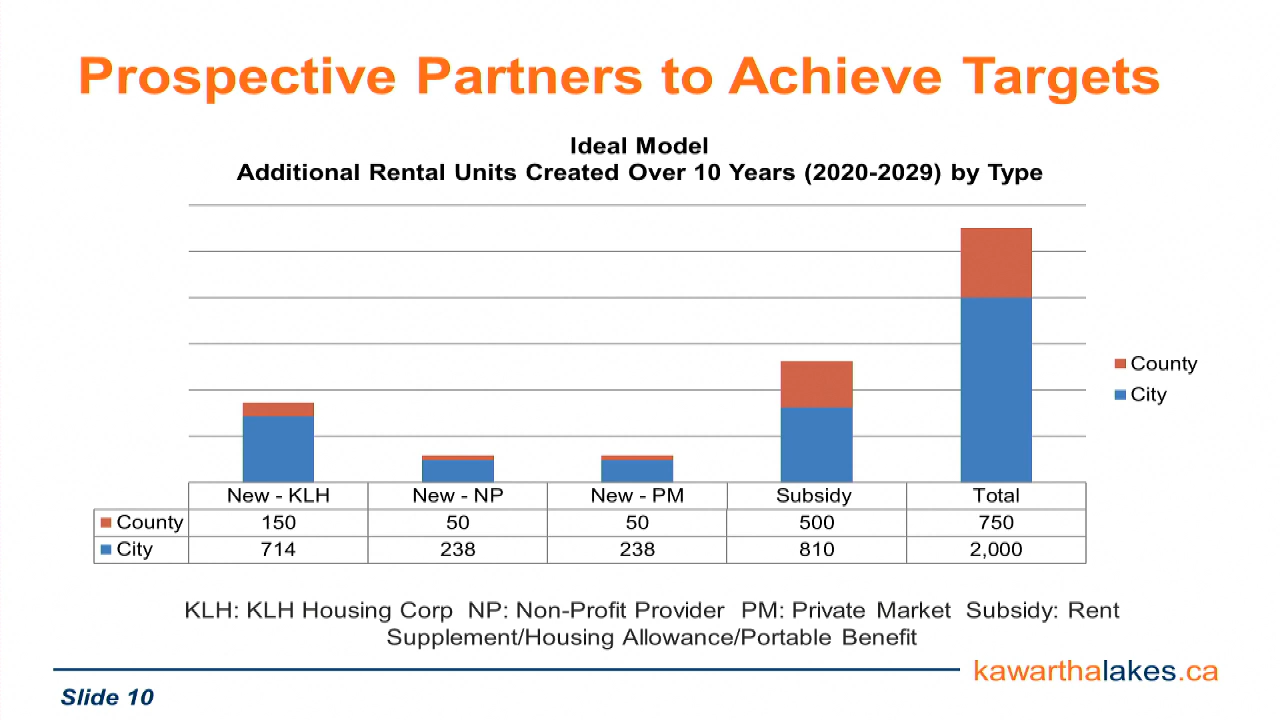 Prospective Partners to Achieve Targets
Ideal Model
Additional Rental Units Created Over 10 Years (2020-2029) by Type
County
City
New - KLH New - NP New - PM Subsidy Total
County 150 50 50 500 750
City 714 238 238 810 2,000
KLH: KLH Housing Corp NP: Non-Profit Provider PM: Private Market Subsidy: Rent
Supplement/Housing Allowance/Portable Benefit
kawarthalakes.ca
Slide 10